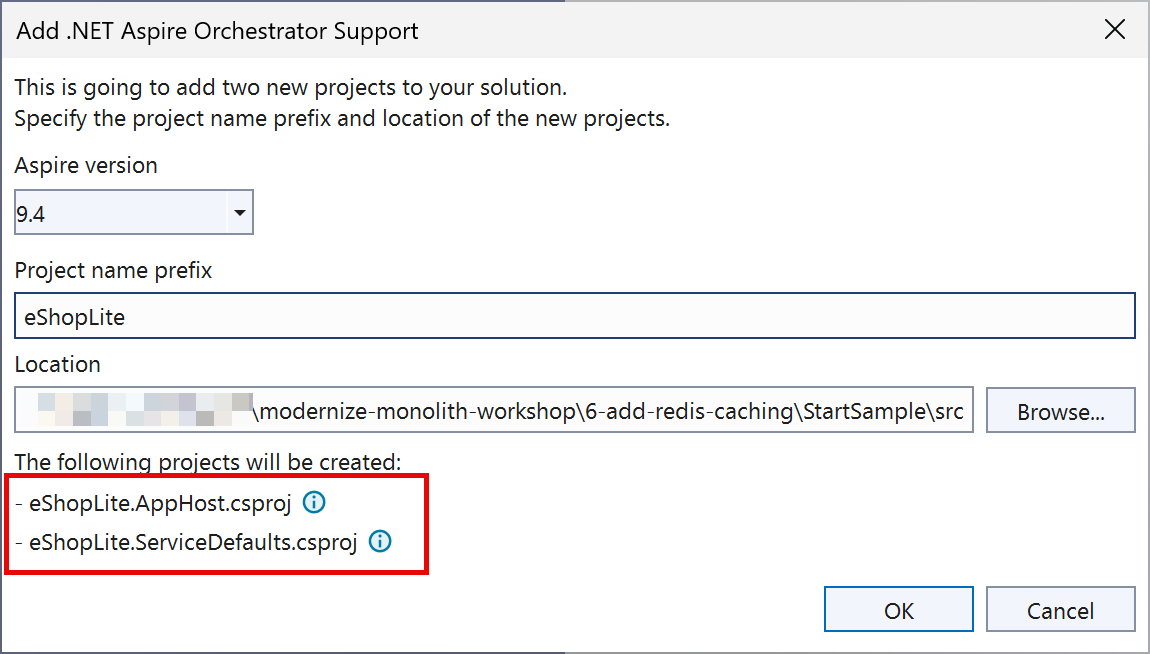 Add .NET Aspire Orchestrator Support
This is going to add two new projects to your solution.
Specify the project name prefix and location of the new projects.
Aspire version
9.4
Project name prefix
eShopLite
Location
\modernize-monolith-workshop\6-add-redis-caching\StartSample\src
Browse...
The following projects will be created:
- eShopLite.AppHost.csproj
- eShopLite.ServiceDefaults.csproj
OK
Cancel